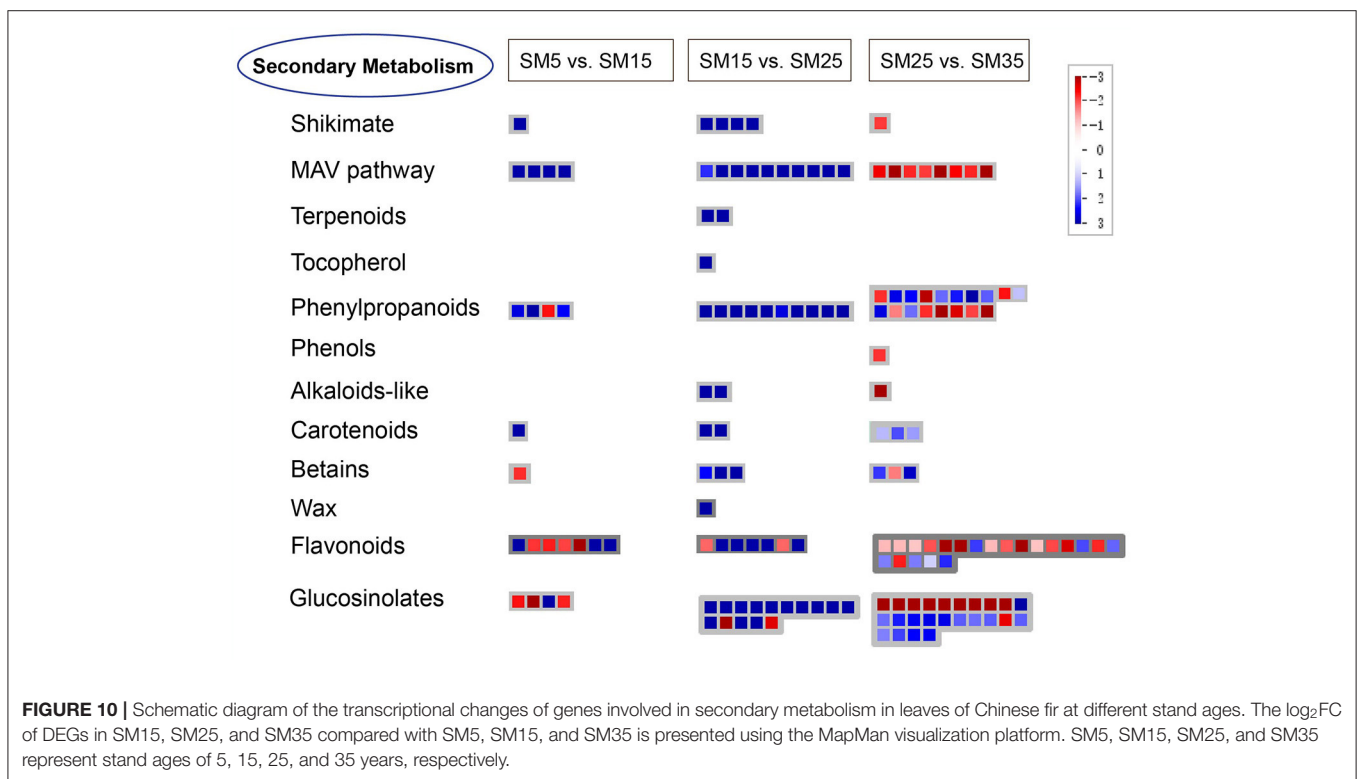 Secondary Metabolism
SM5 vs. SM15
SM15 vs. SM25
SM25 vs. SM35
Shikimate
MAV pathway
Terpenoids
Tocopherol
Phenylpropanoids
Phenols
Alkaloids-like
Carotenoids
Betains
Wax
Flavonoids
Glucosinolates
-3
-2
-1
0
1
2
3
FIGURE 10 | Schematic diagram of the transcriptional changes of genes involved in secondary metabolism in leaves of Chinese fir at different stand ages. The log₂FC
of DEGs in SM15, SM25, and SM35 compared with SM5, SM15, and SM35 is presented using the MapMan visualization platform. SM5, SM15, SM25, and SM35
represent stand ages of 5, 15, 25, and 35 years, respectively.